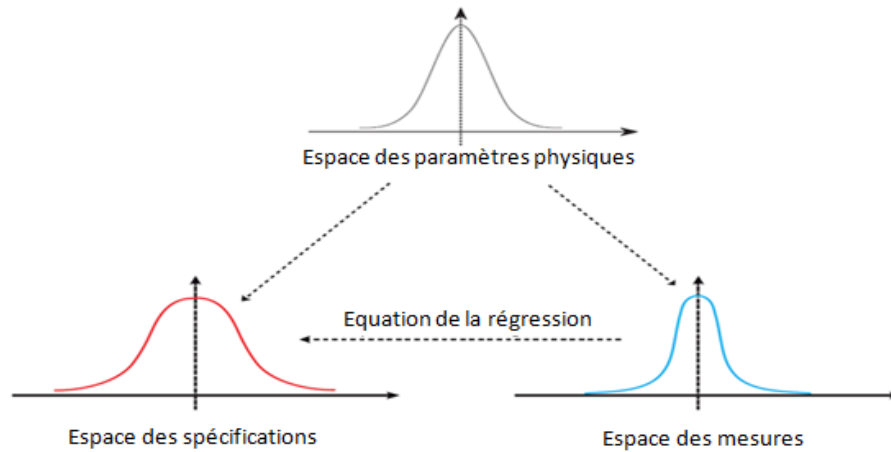 Espace des paramètres physiques
Equation de la régression
Espace des spécifications
Espace des mesures